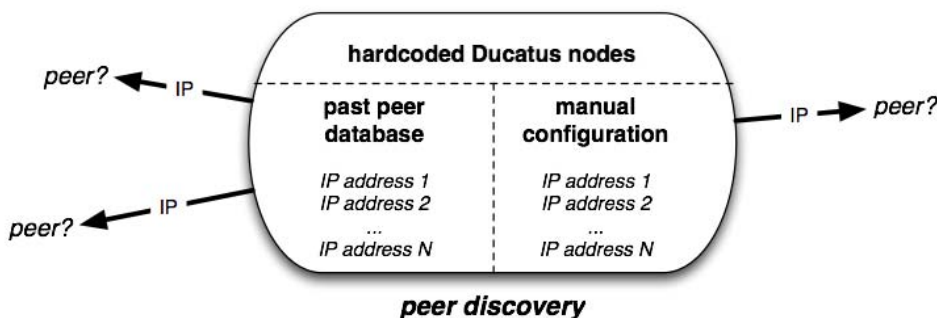 hardcoded Ducatus nodes
peer?
IP
past peer
database
manual
configuration
IP
peer?
IP address 1
IP address 2
...
IP address N
IP address 1
IP address 2
...
IP address N
IP
peer?
peer discovery